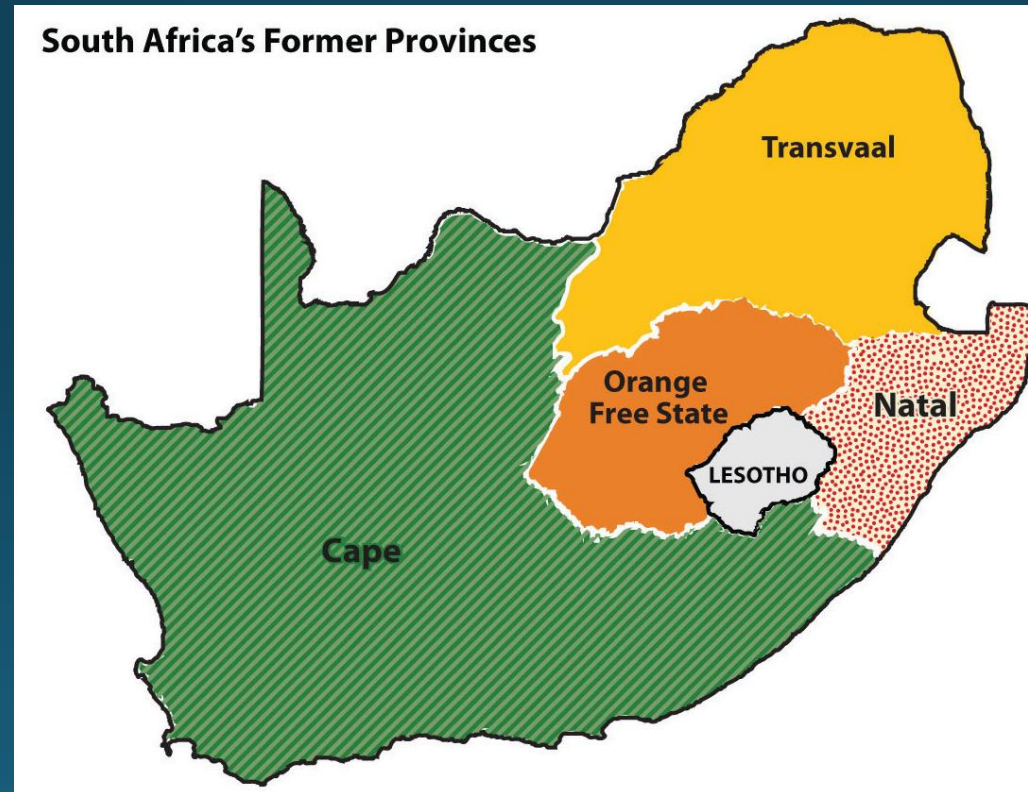 South Africa's Former Provinces
Transvaal
Orange
Free State
Natal
LESOTHO
Cape